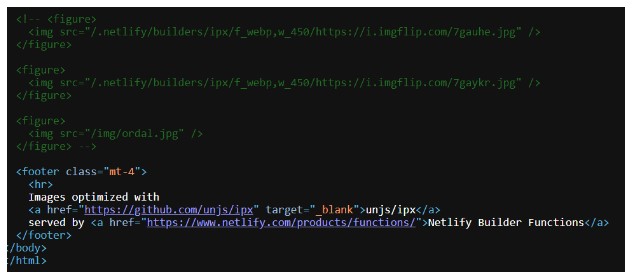 <!-- <figure>
<img src="/.netlify/builders/ipx/f_webp,w_450/https://i.imgflip.com/7gauhe.jpg" />
</figure>
<figure>
<img src="/.netlify/builders/ipx/f_webp,w_450/https://i.imgflip.com/7gaykr.jpg" />
</figure>
<figure>
<img src="/img/ordal.jpg" />
</figure> -->
<footer class="mt-4">
<hr>
Images optimized with
<a href="https://github.com/unjs/ipx" target="_blank">unjs/ipx</a>
served by <a href="https://www.netlify.com/products/functions/">Netlify Builder Functions</a>
</footer>
</body>
</html>